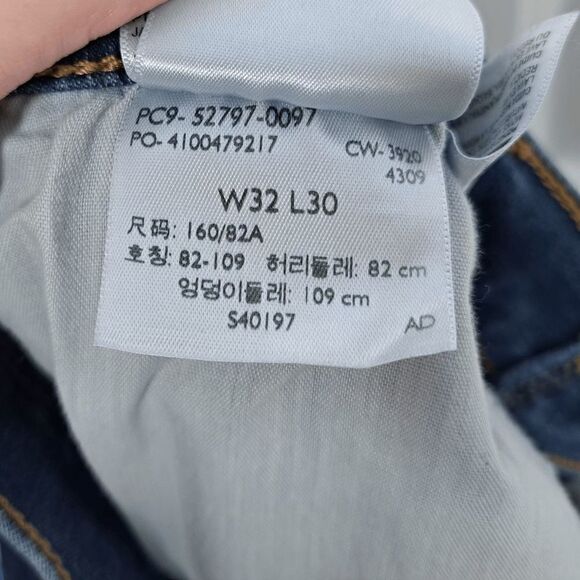 PC9- 52797-0097
PO- 4100479217
CW- 3920
4309
W32 L30
尺码: 160/82A
호칭: 82-109 허리둘레: 82 cm
엉덩이둘레: 109 cm
S40197
AP